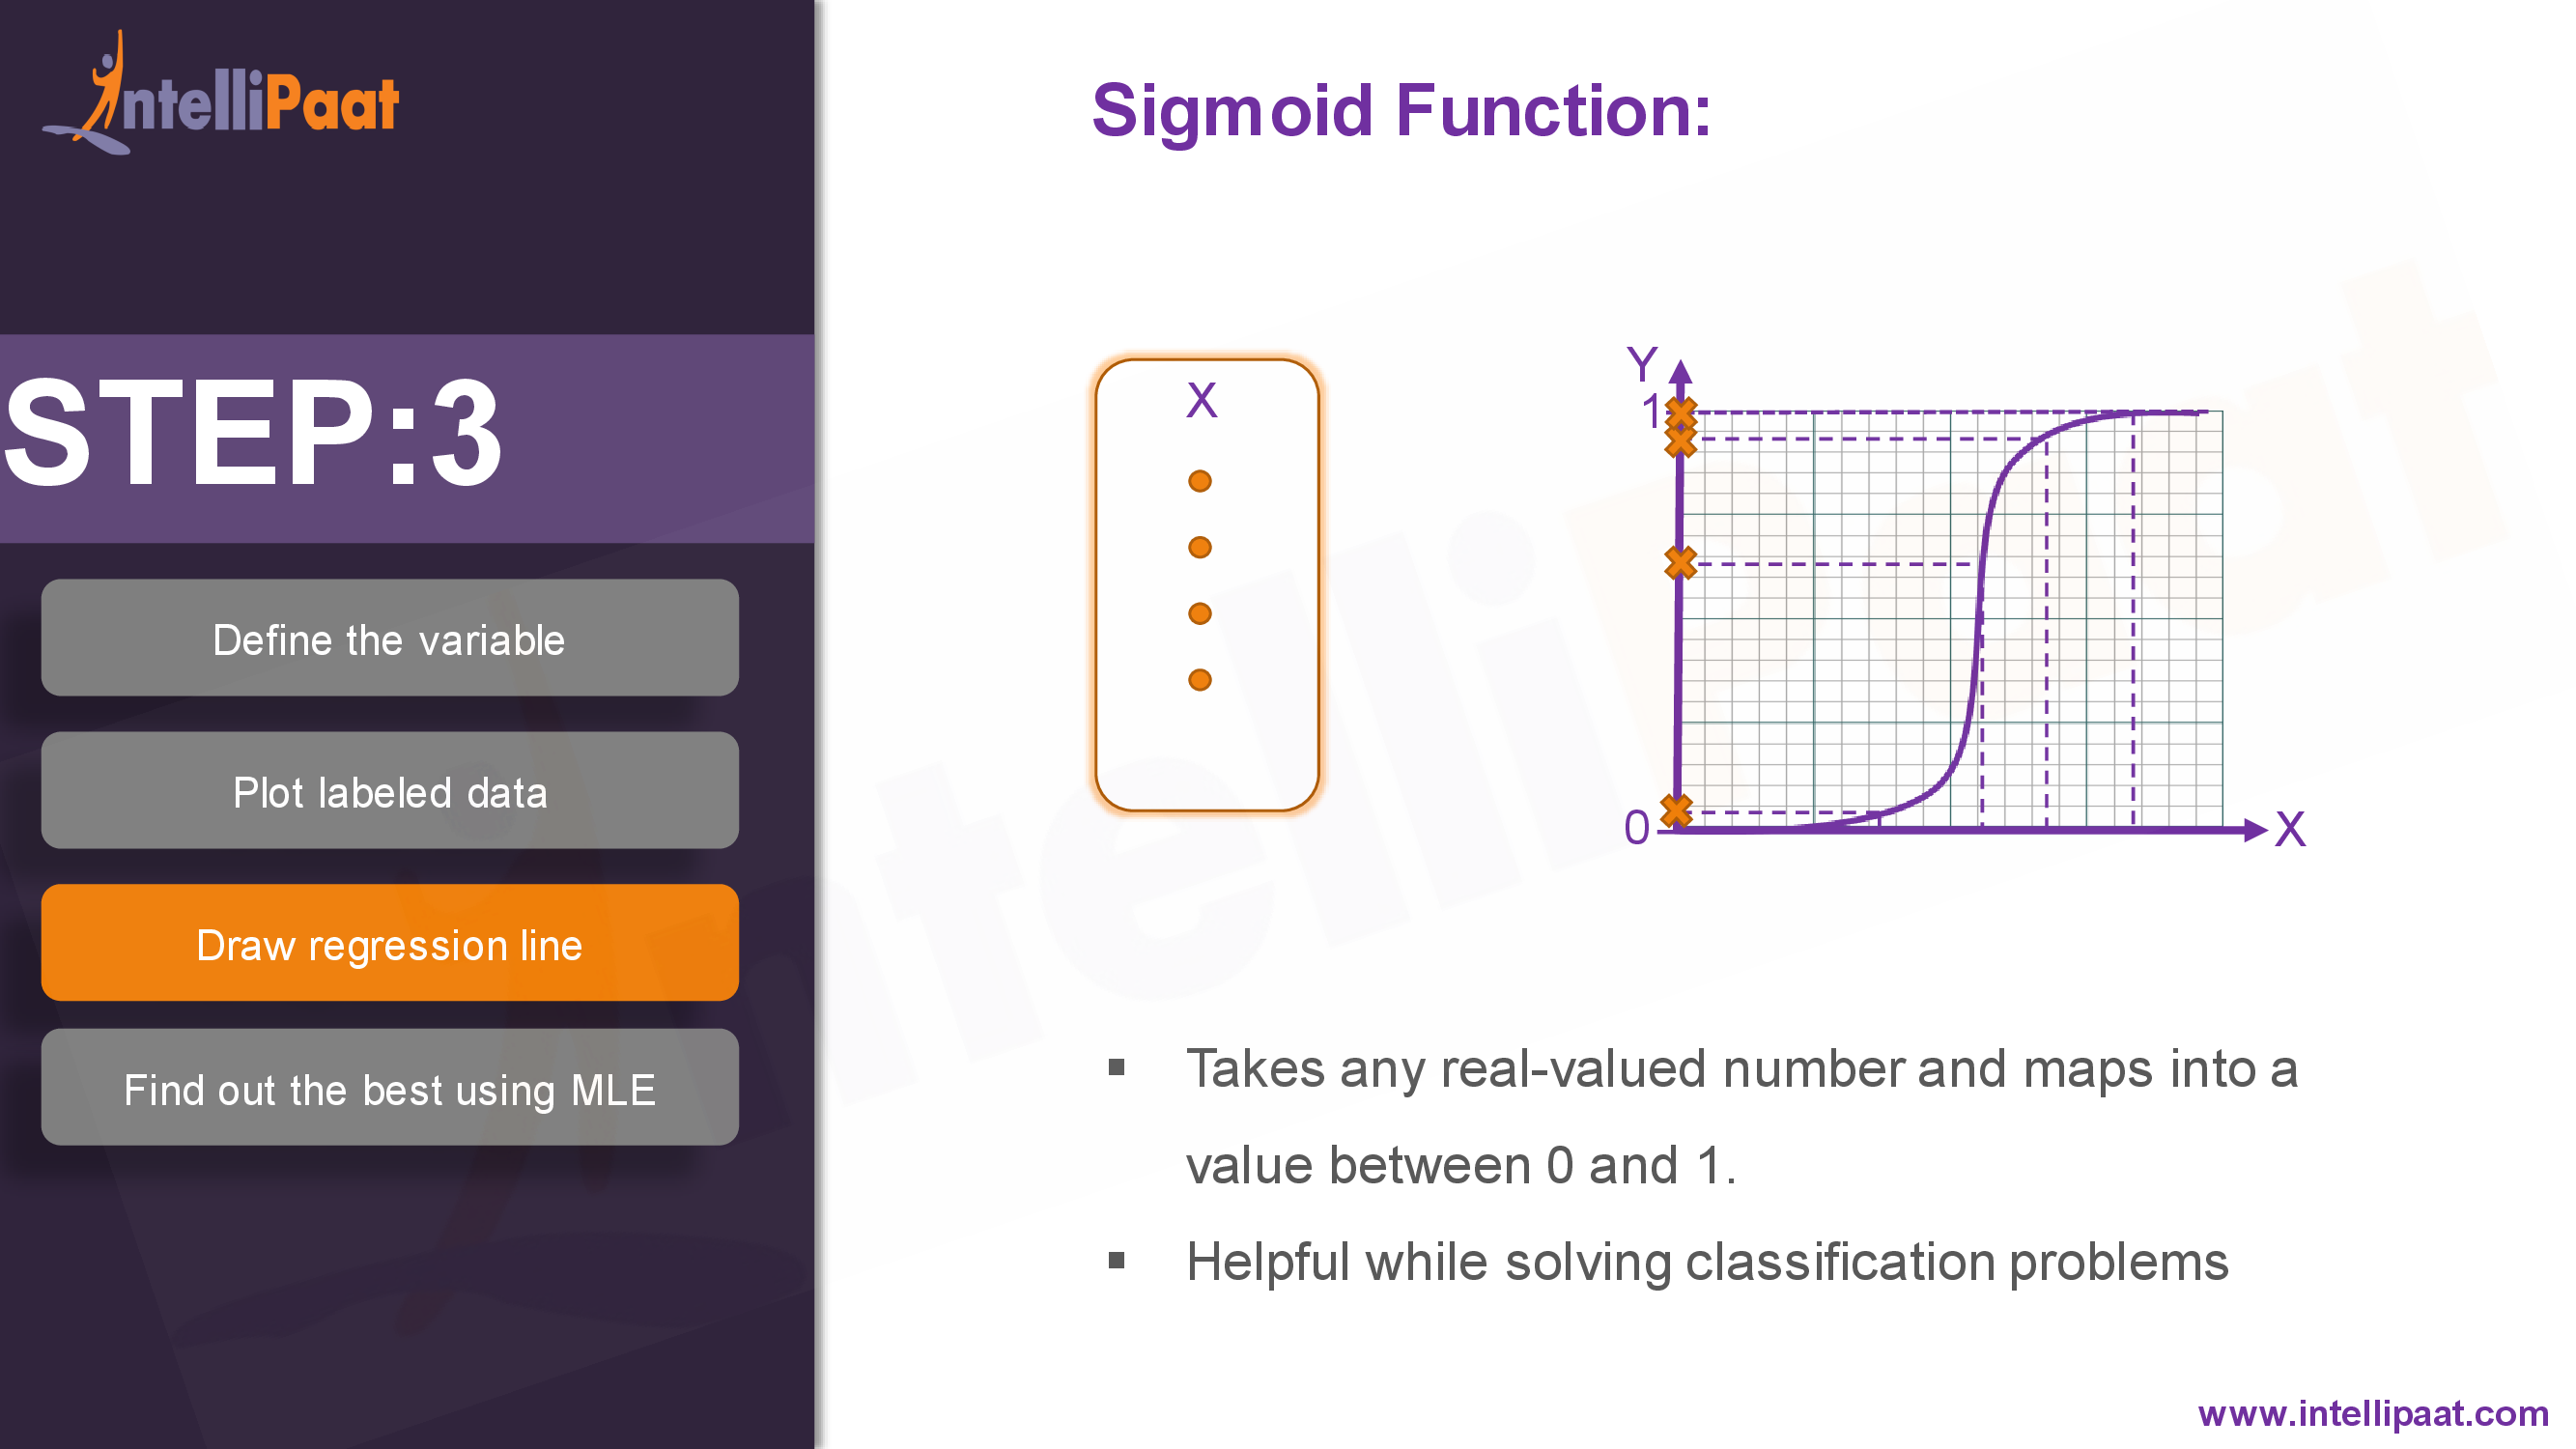 IntelliPaat
STEP:3
Define the variable
Plot labeled data
Draw regression line
Find out the best using MLE
Sigmoid Function:
X
Y
1
0
X
▪ Takes any real-valued number and maps into a
value between 0 and 1.
▪ Helpful while solving classification problems
www.intellipaat.com
IntelliPaat